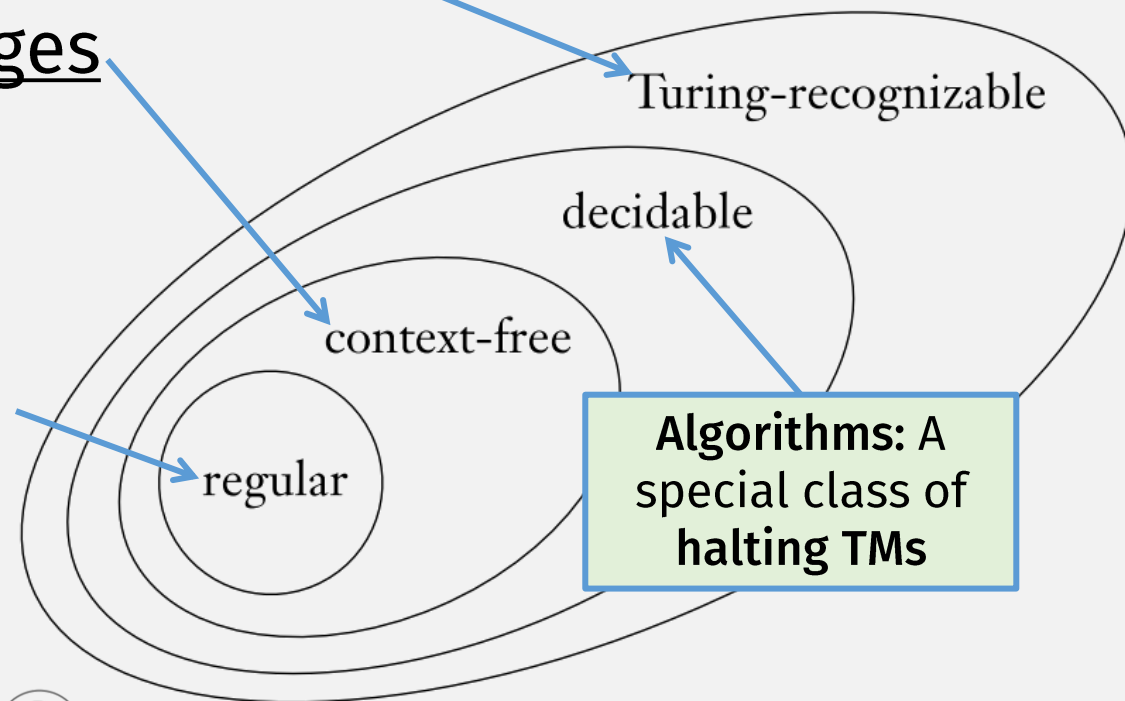 ges
Turing-recognizable
decidable
context-free
regular
Algorithms: A
special class of
halting TMs